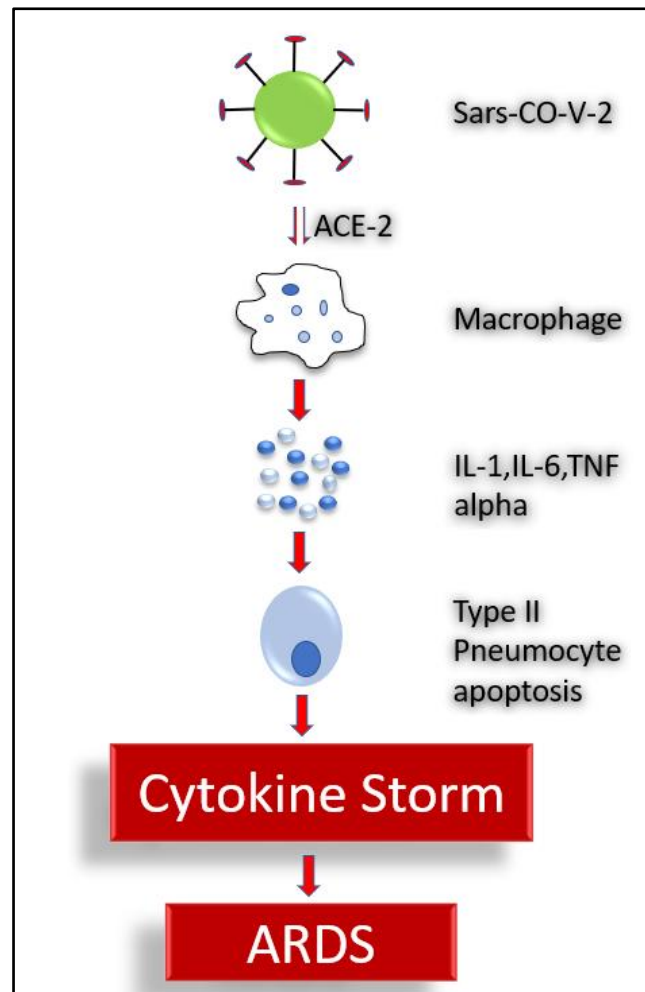 Sars-CO-V-2
ACE-2
Macrophage
IL-1,IL-6,TNF
alpha
Type II
Pneumocyte
apoptosis
Cytokine Storm
ARDS